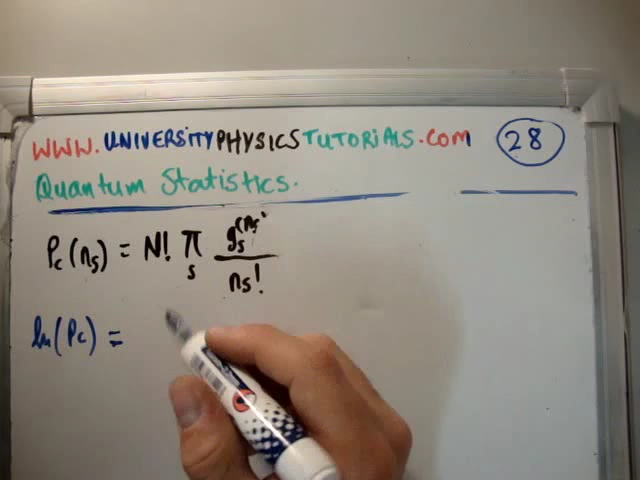 WWW.UNIVERSITYPHYSICSTUTORIALS.COM 28
Quantum Statistics.
Pc(ns) = N! π s gs^(ns) / ns!
ln(Pc) =